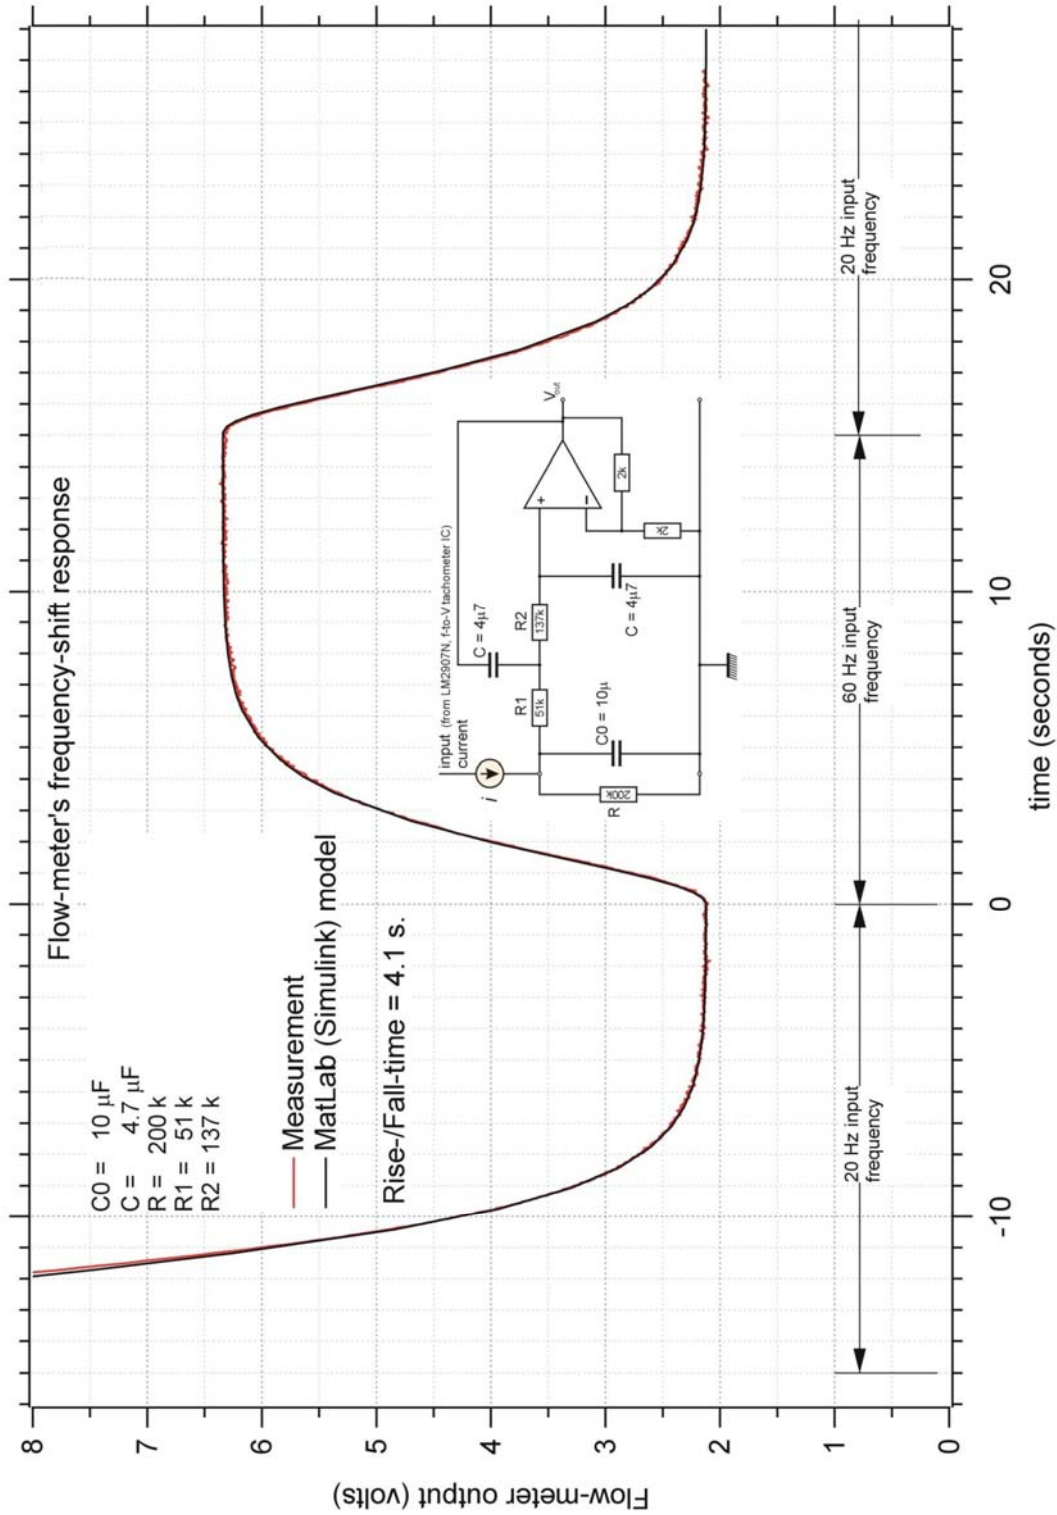 Flow-meter's frequency-shift response
C0 = 10 μF
C = 4.7 μF
R = 200 k
R1 = 51 k
R2 = 137 k
Measurement
MatLab (Simulink) model
Rise-/Fall-time = 4.1 s.
input (from LM2907N, f-to-V tachometer IC)
current
i
R
200k
C0 = 10μ
R1
51k
C = 4μ7
R2
137k
C = 4μ7
+
−
2k
2k
Vout
20 Hz input
frequency
60 Hz input
frequency
20 Hz input
frequency
8
7
6
5
4
3
2
1
0
Flow-meter output (volts)
-10
0
10
20
time (seconds)